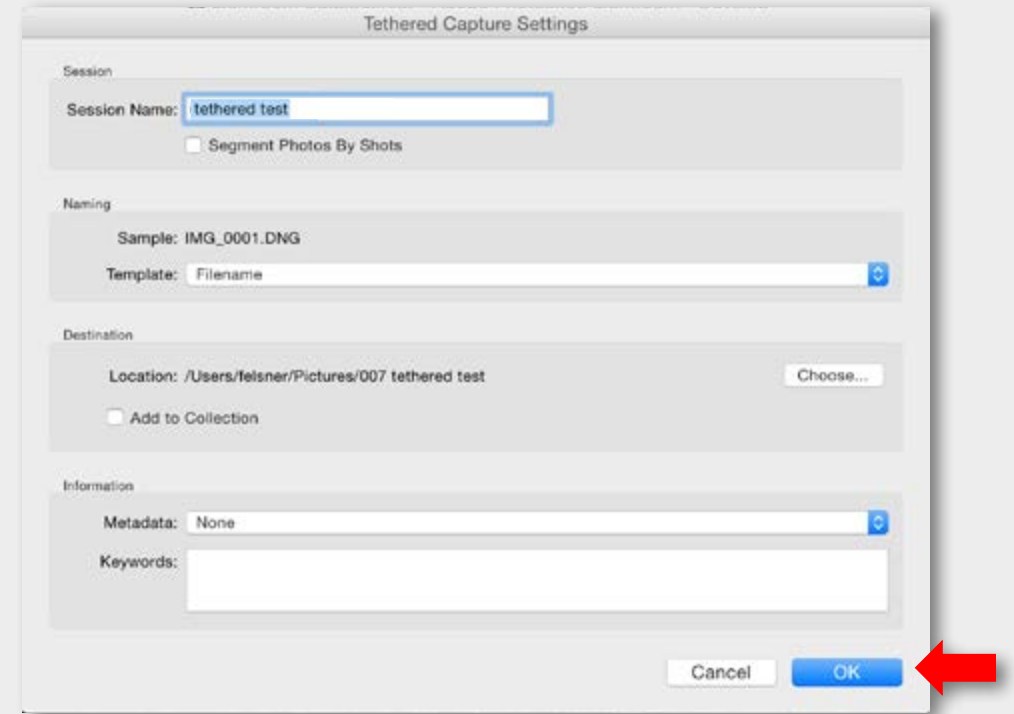 Tethered Capture Settings
Session
Session Name: tethered test
Segment Photos By Shots
Naming
Sample: IMG_0001.DNG
Template: Filename
Destination
Location: /Users/felsner/Pictures/007 tethered test
Choose...
Add to Collection
Information
Metadata: None
Keywords:
Cancel OK